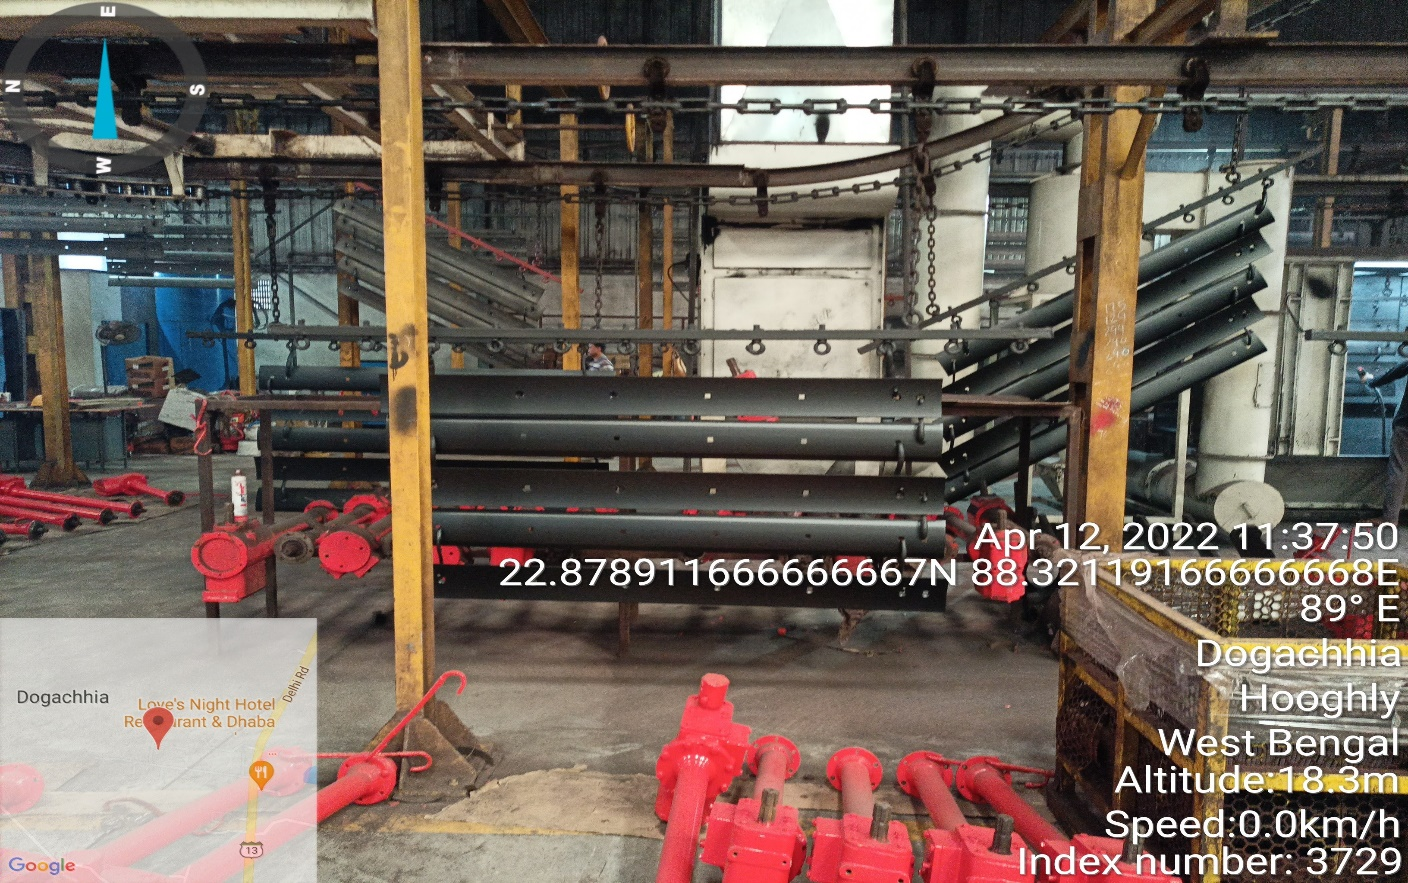 E
N
S
W
Apr 12, 2022 11:37:50
22.878911666666667N 88.32119166666668E
89° E
Dogachhia
Hooghly
West Bengal
Altitude:18.3m
Speed:0.0km/h
Index number: 3729
Dogachhia
Love's Night Hotel
Restaurant & Dhaba
Delhi Rd
13
Google